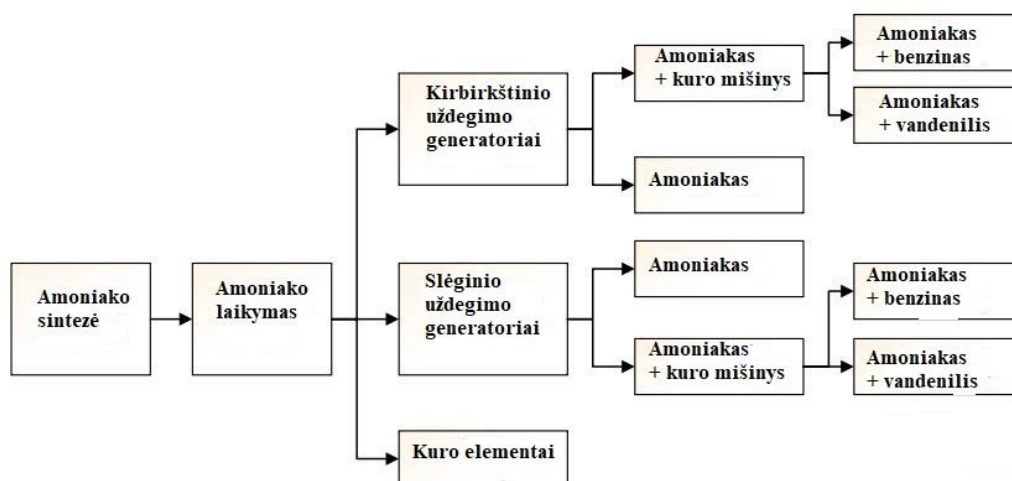 Amoniako
sintezė
Amoniako
laikymas
Kirbirkštinio
uždegimo
generatoriai
Amoniakas
+ kuro mišinys
Amoniakas
+ benzinas
Amoniakas
+ vandenilis
Amoniakas
Slėginio
uždegimo
generatoriai
Amoniakas
Amoniakas
+ kuro mišinys
Amoniakas
+ benzinas
Amoniakas
+ vandenilis
Kuro elementai